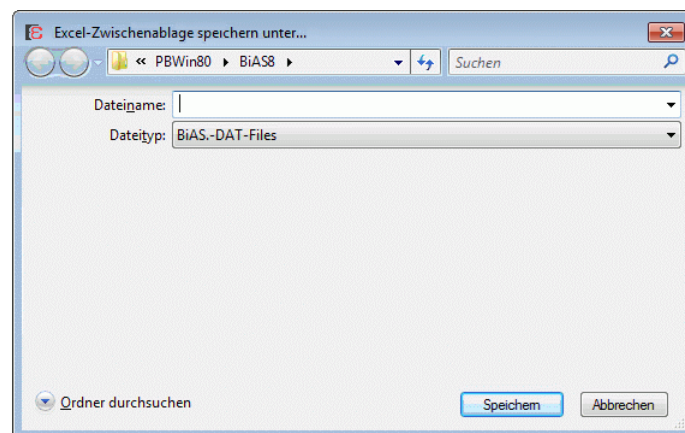 Excel-Zwischenablage speichern unter...
« PBWin80 ▸ BiAS8 ▸ Suchen
Dateiname:
Dateityp: BiAS.-DAT-Files
Ordner durchsuchen Speichern Abbrechen